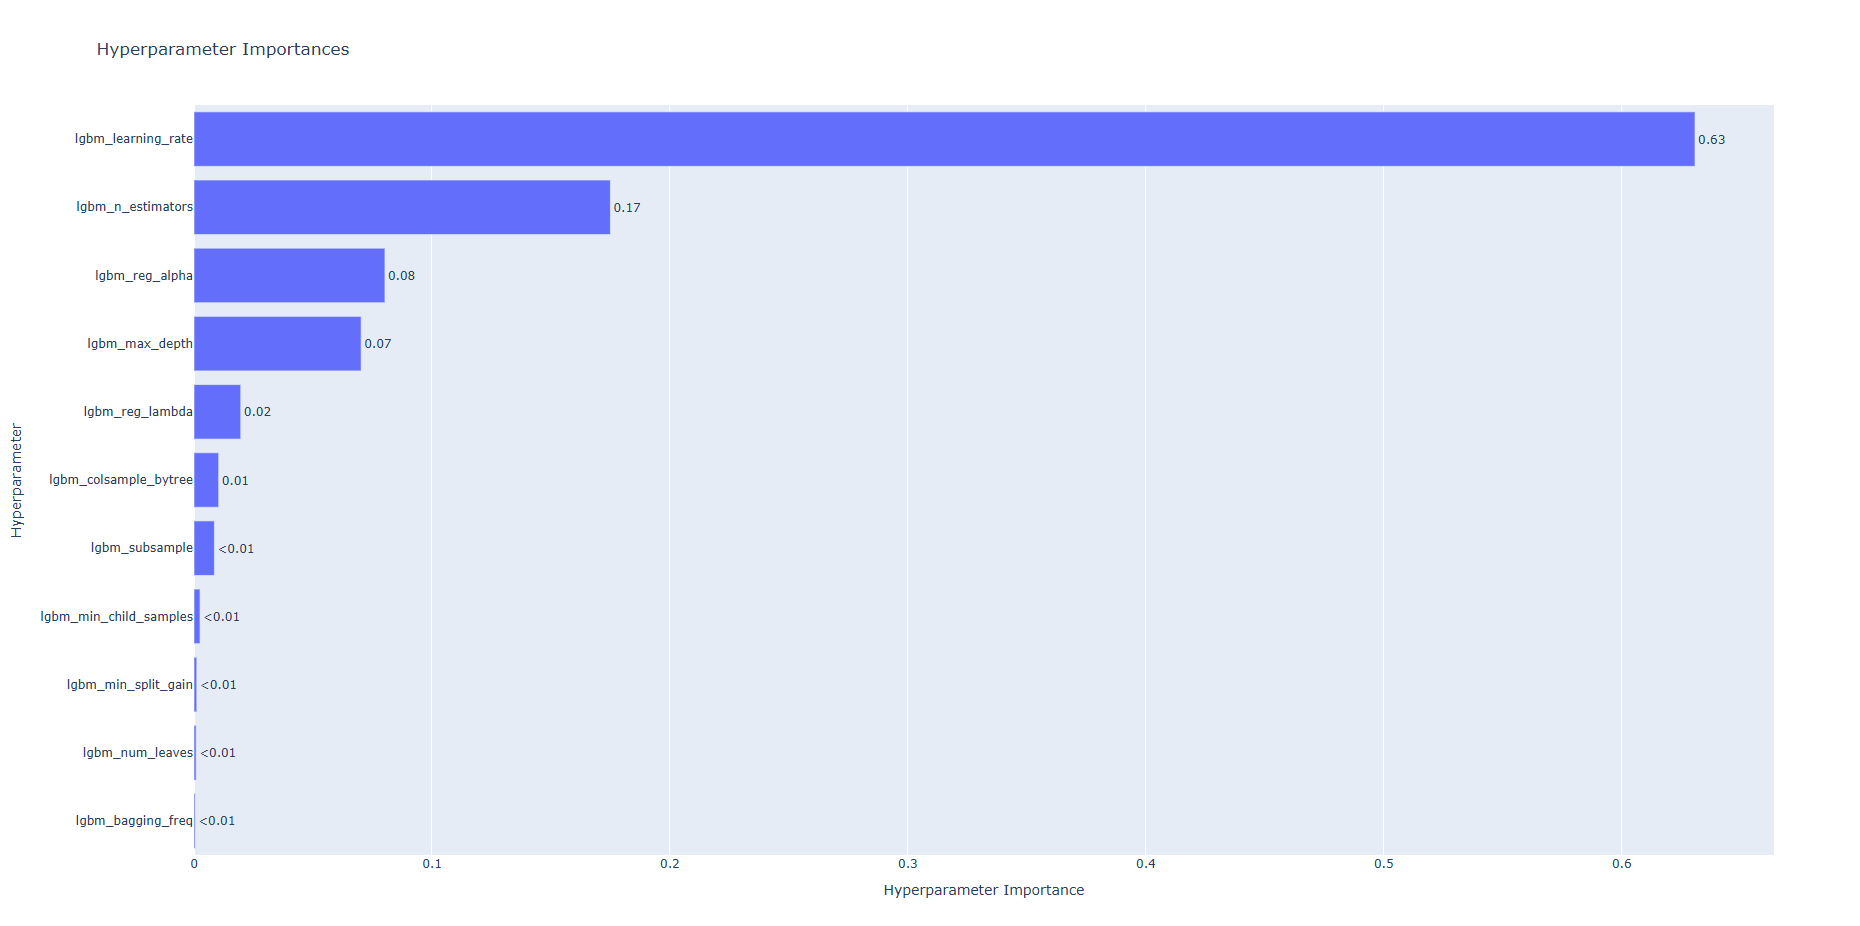 Hyperparameter Importances
lgbm_learning_rate 0.63
lgbm_n_estimators 0.17
lgbm_reg_alpha 0.08
lgbm_max_depth 0.07
lgbm_reg_lambda 0.02
lgbm_colsample_bytree 0.01
lgbm_subsample <0.01
lgbm_min_child_samples <0.01
lgbm_min_split_gain <0.01
lgbm_num_leaves <0.01
lgbm_bagging_freq <0.01
Hyperparameter
0 0.1 0.2 0.3 0.4 0.5 0.6
Hyperparameter Importance